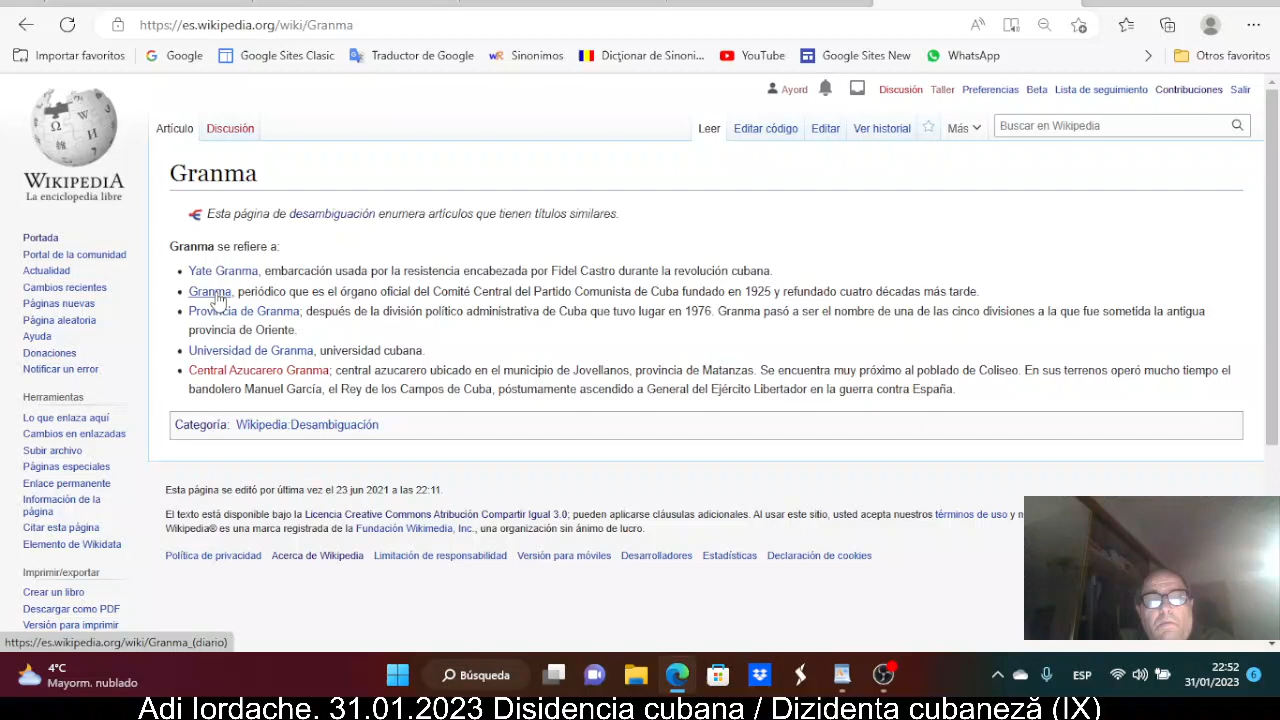 https://es.wikipedia.org/wiki/Granma
Importar favoritos Google Google Sites Clasic Traductor de Google Sinonimos Dicționar de Sinoni... YouTube Google Sites New WhatsApp Otros favoritos
Ayord Discusión Taller Preferencias Beta Lista de seguimiento Contribuciones Salir
Artículo Discusión Leer Editar código Editar Ver historial Más Buscar en Wikipedia
WIKIPEDIA
La enciclopedia libre
Granma
Esta página de desambiguación enumera artículos que tienen títulos similares.
Granma se refiere a:
Yate Granma, embarcación usada por la resistencia encabezada por Fidel Castro durante la revolución cubana.
Granma, periódico que es el órgano oficial del Comité Central del Partido Comunista de Cuba fundado en 1925 y refundado cuatro décadas más tarde.
Provincia de Granma; después de la división político administrativa de Cuba que tuvo lugar en 1976. Granma pasó a ser el nombre de una de las cinco divisiones a la que fue sometida la antigua
provincia de Oriente.
Universidad de Granma, universidad cubana.
Central Azucarero Granma; central azucarero ubicado en el municipio de Jovellanos, provincia de Matanzas. Se encuentra muy próximo al poblado de Coliseo. En sus terrenos operó mucho tiempo el
bandolero Manuel García, el Rey de los Campos de Cuba, póstumamente ascendido a General del Ejército Libertador en la guerra contra España.
Categoría: Wikipedia:Desambiguación
Esta página se editó por última vez el 23 jun 2021 a las 22:11.
El texto está disponible bajo la Licencia Creative Commons Atribución Compartir Igual 3.0; pueden aplicarse cláusulas adicionales. Al usar este sitio, usted acepta nuestros términos de uso y
Wikipedia® es una marca registrada de la Fundación Wikimedia, Inc., una organización sin ánimo de lucro.
Política de privacidad Acerca de Wikipedia Limitación de responsabilidad Versión para móviles Desarrolladores Estadísticas Declaración de cookies
Portada
Portal de la comunidad
Actualidad
Cambios recientes
Páginas nuevas
Página aleatoria
Ayuda
Donaciones
Notificar un error
Herramientas
Lo que enlaza aquí
Cambios en enlazadas
Subir archivo
Páginas especiales
Enlace permanente
Información de la
página
Citar esta página
Elemento de Wikidata
Imprimir/exportar
Crear un libro
Descargar como PDF
Versión para imprimir
https://es.wikipedia.org/wiki/Granma_(diario)
4°C
Mayorm. nublado
Búsqueda
ESP
22:52
31/01/2023
6
Adi Iordache. 31.01.2023 Disidencia cubana / Dizidenta cubaneză (IX)